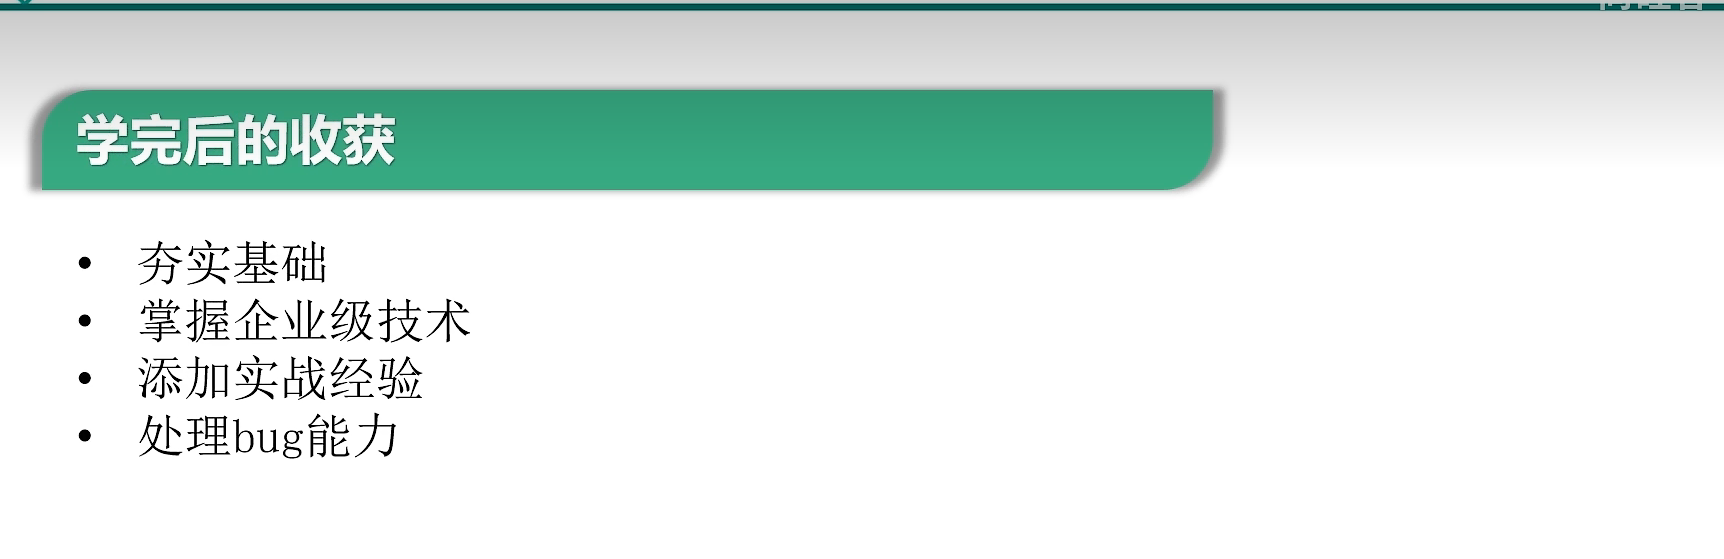 学完后的收获
• 夯实基础
• 掌握企业级技术
• 添加实战经验
• 处理bug能力